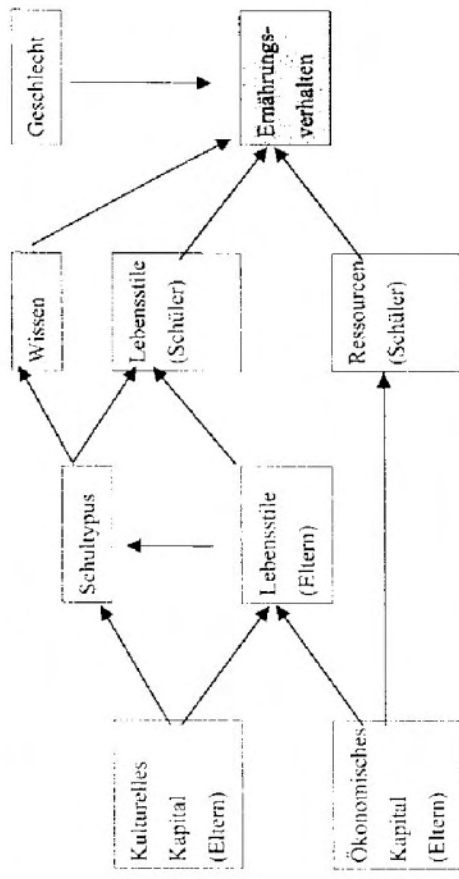 Kulturelles
Kapital
(Eltern)
Ökonomisches
Kapital
(Eltern)
Schultypus
Lebensstile
(Eltern)
Wissen
Lebensstile
(Schüler)
Ressourcen
(Schüler)
Geschlecht
Ernährungs-
verhalten